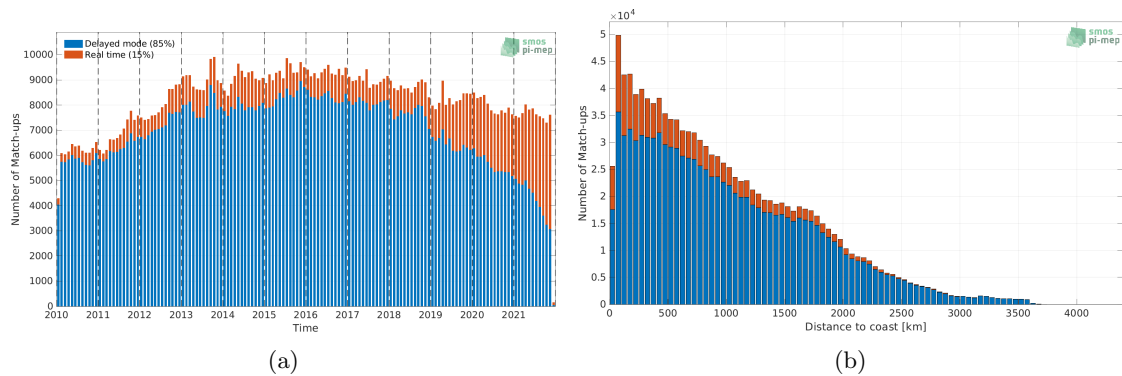 Number of Match-ups
10000
9000
8000
7000
6000
5000
4000
3000
2000
1000
0
Delayed mode (85%)
Real time (15%)
smos
pi-mep
2010 2011 2012 2013 2014 2015 2016 2017 2018 2019 2020 2021
Time
(a)
×10⁴
Number of Match-ups
5
4.5
4
3.5
3
2.5
2
1.5
1
0.5
0
smos
pi-mep
0 500 1000 1500 2000 2500 3000 3500 4000
Distance to coast [km]
(b)